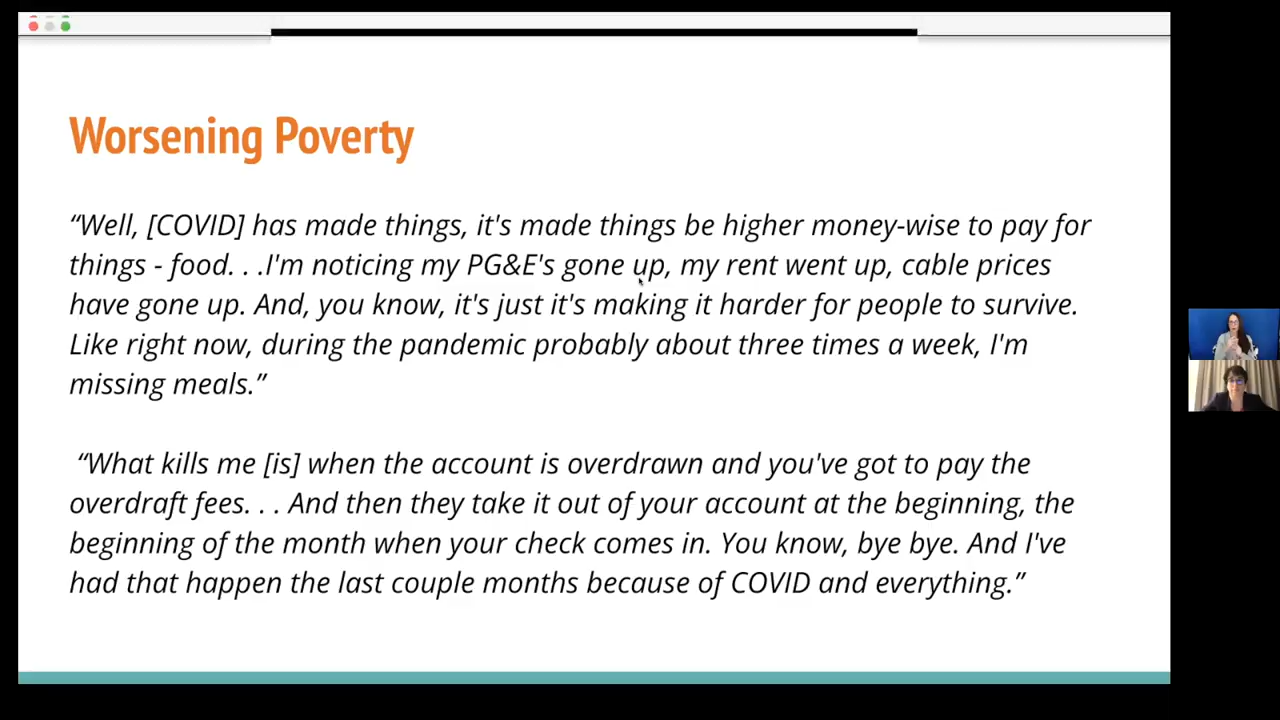 Worsening Poverty
“Well, [COVID] has made things, it's made things be higher money-wise to pay for
things - food. . .I'm noticing my PG&E's gone up, my rent went up, cable prices
have gone up. And, you know, it's just it's making it harder for people to survive.
Like right now, during the pandemic probably about three times a week, I'm
missing meals.”
“What kills me [is] when the account is overdrawn and you've got to pay the
overdraft fees. . . And then they take it out of your account at the beginning, the
beginning of the month when your check comes in. You know, bye bye. And I've
had that happen the last couple months because of COVID and everything.”